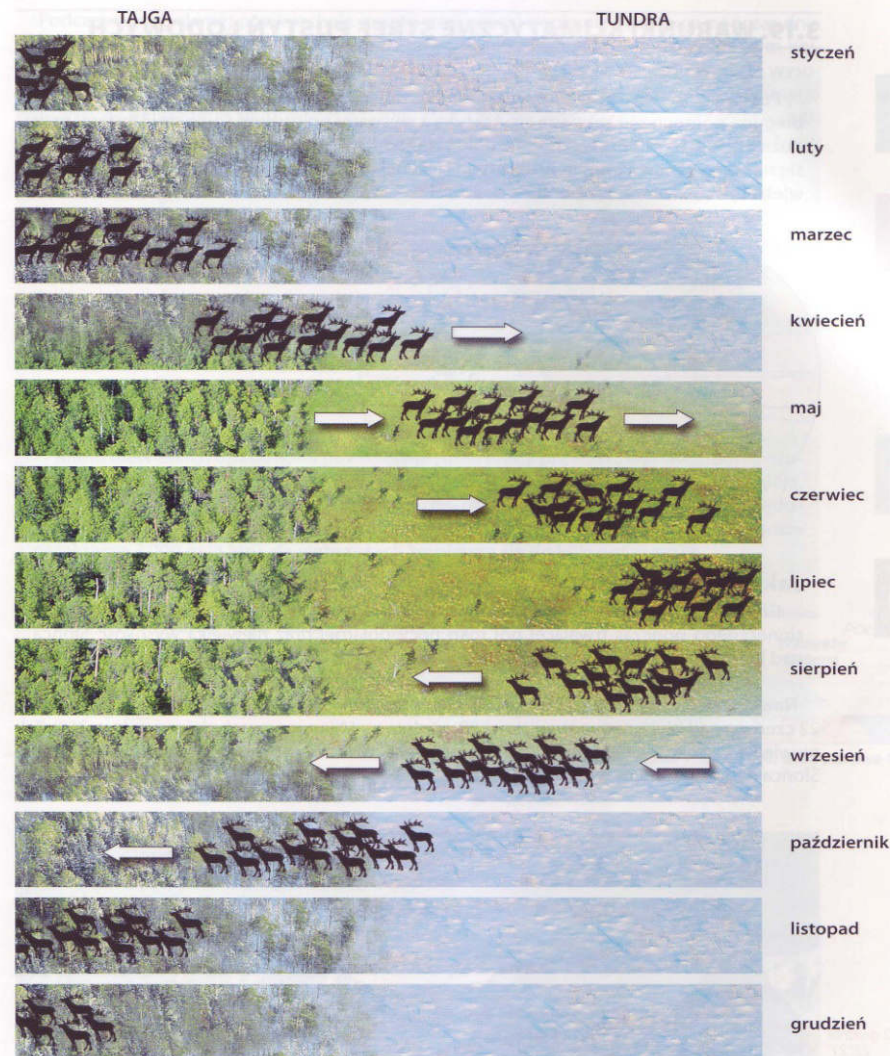 TAJGA
TUNDRA
styczeń
luty
marzec
kwiecień
maj
czerwiec
lipiec
sierpień
wrzesień
październik
listopad
grudzień